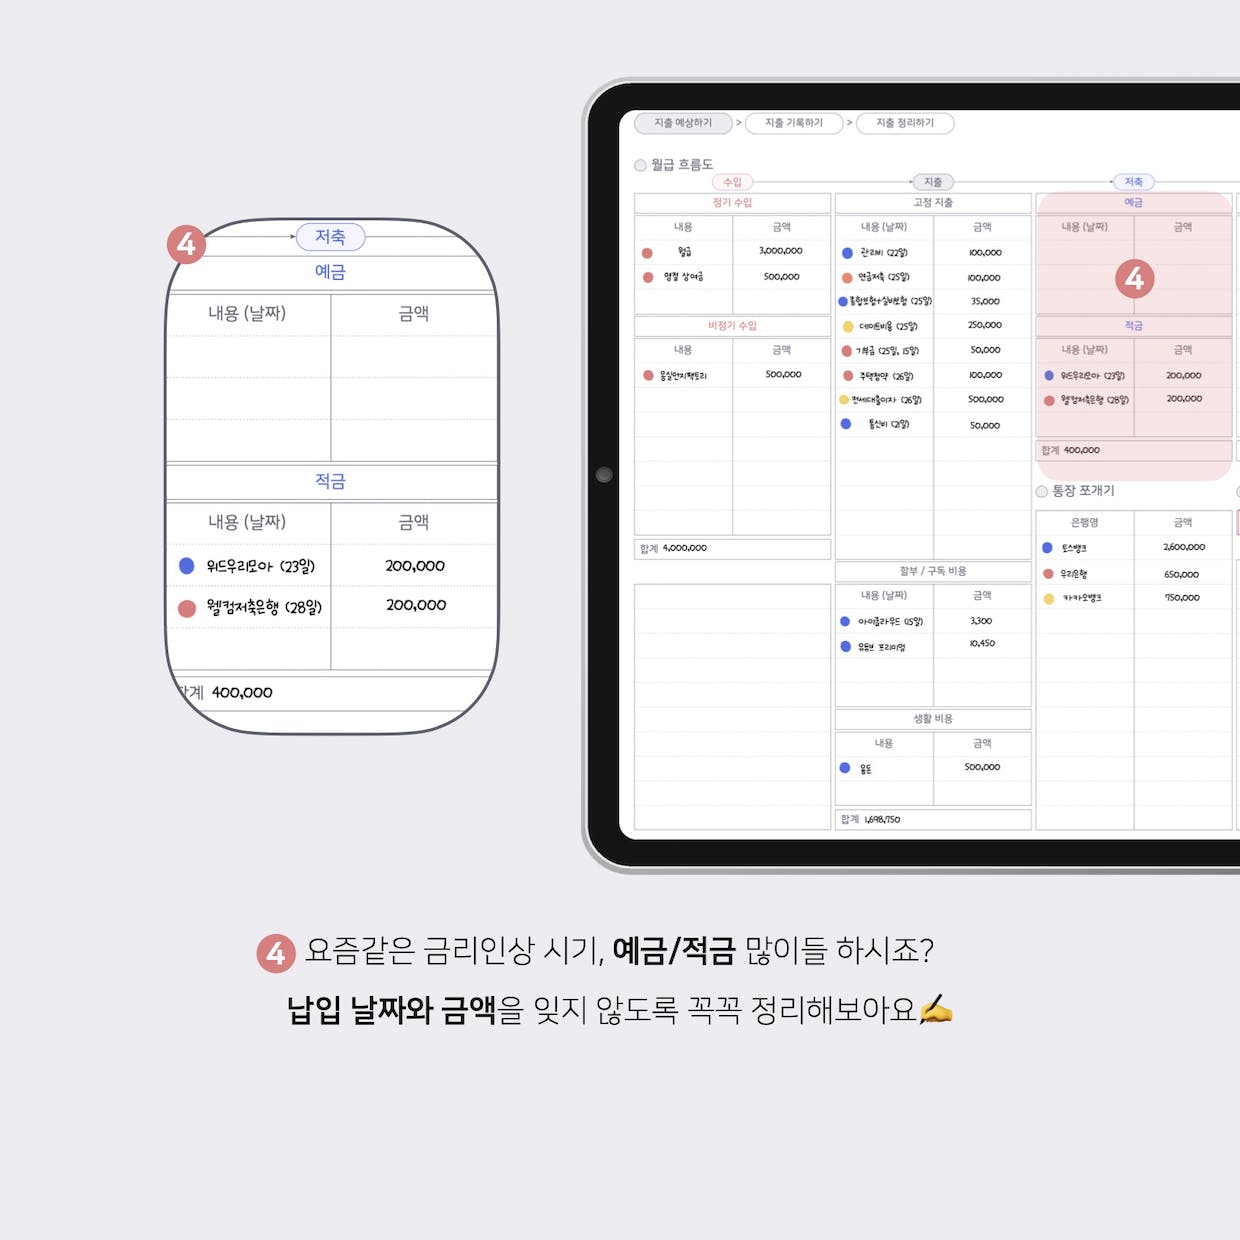 4
저축
예금
내용 (날짜) 금액
적금
내용 (날짜) 금액
위드우리모아 (23일) 200,000
웰컴저축은행 (28일) 200,000
합계 400,000
지출 예상하기 > 지출 기록하기 > 지출 정리하기
월급 흐름도
수입
정기 수입
내용 금액
월급 3,000,000
명절 상여금 500,000
비정기 수입
내용 금액
몽실먼지팩토리 500,000
합계 4,000,000
지출
고정 지출
내용 (날짜) 금액
관리비 (22일) 100,000
연금저축 (25일) 100,000
종합보험+실비보험 (25일) 35,000
데이트비용 (25일) 250,000
기부금 (25일, 15일) 50,000
주택청약 (26일) 100,000
전세대출이자 (26일) 500,000
통신비 (21일) 50,000
할부 / 구독 비용
내용 (날짜) 금액
아이클라우드 (15일) 3,300
유튜브 프리미엄 10,450
생활 비용
내용 금액
용돈 500,000
합계 1,698,750
저축
예금
내용 (날짜) 금액
4
적금
내용 (날짜) 금액
위드우리모아 (23일) 200,000
웰컴저축은행 (28일) 200,000
합계 400,000
통장 쪼개기
은행명 금액
토스뱅크 2,600,000
우리은행 650,000
카카오뱅크 750,000
4 요즘같은 금리인상 시기, 예금/적금 많이들 하시죠?
납입 날짜와 금액을 잊지 않도록 꼭꼭 정리해보아요✍️